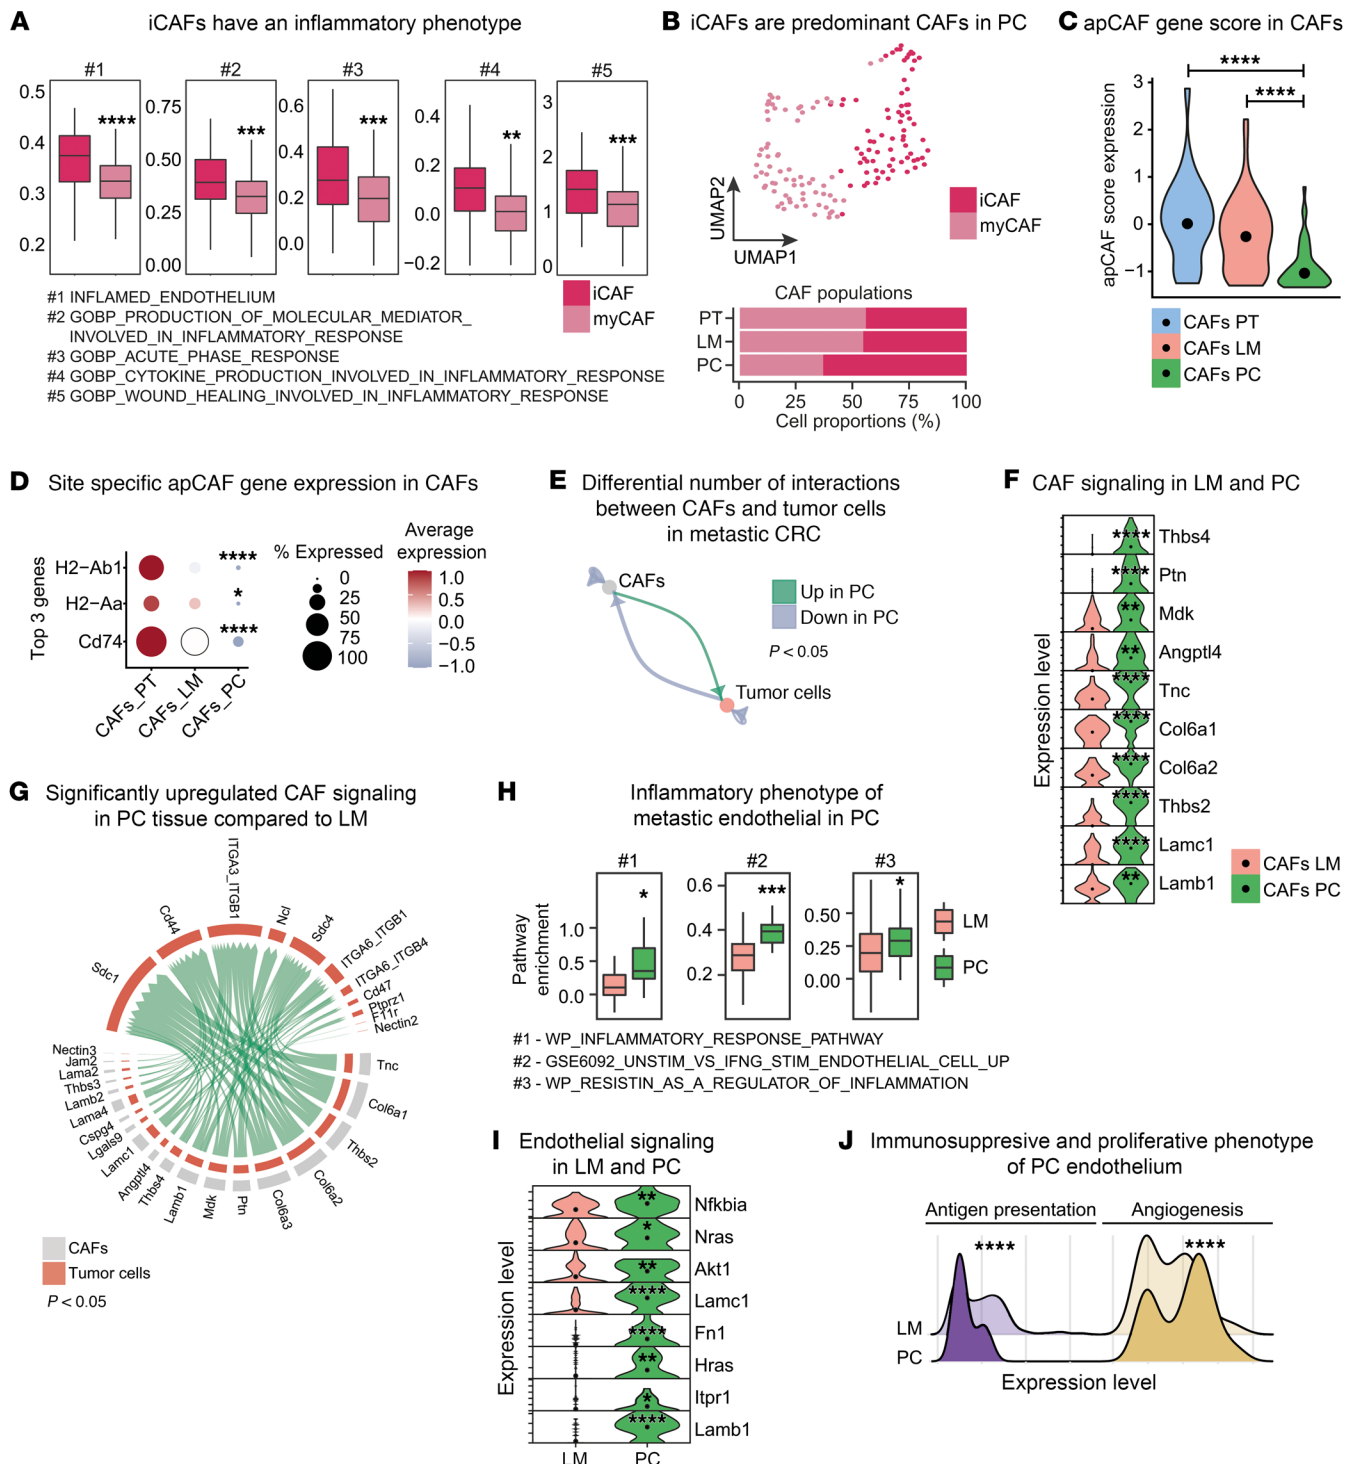 A iCAFs have an inflammatory phenotype
#1 #2 #3 #4 #5
0.5 0.4 0.3 0.2
0.75 0.50 0.25 0.00
0.6 0.4 0.2 0.0
0.4 0.2 0.0 −0.2
3 2 1 0
**** *** *** ** ***
iCAF
myCAF
#1 INFLAMED_ENDOTHELIUM
#2 GOBP_PRODUCTION_OF_MOLECULAR_MEDIATOR_
INVOLVED_IN_INFLAMMATORY_RESPONSE
#3 GOBP_ACUTE_PHASE_RESPONSE
#4 GOBP_CYTOKINE_PRODUCTION_INVOLVED_IN_INFLAMMATORY_RESPONSE
#5 GOBP_WOUND_HEALING_INVOLVED_IN_INFLAMMATORY_RESPONSE
B iCAFs are predominant CAFs in PC
UMAP2
UMAP1
iCAF
myCAF
CAF populations
PT
LM
PC
0 25 50 75 100
Cell proportions (%)
C apCAF gene score in CAFs
****
****
apCAF score expression
3
2
1
0
−1
CAFs PT
CAFs LM
CAFs PC
D Site specific apCAF gene expression in CAFs
Top 3 genes
H2−Ab1 ****
H2−Aa *
Cd74 ****
CAFs_PT CAFs_LM CAFs_PC
% Expressed
0
25
50
75
100
Average
expression
1.0
0.5
0.0
−0.5
−1.0
E Differential number of interactions
between CAFs and tumor cells
in metastic CRC
CAFs
Tumor cells
Up in PC
Down in PC
P < 0.05
F CAF signaling in LM and PC
Expression level
**** Thbs4
**** Ptn
** Mdk
** Angptl4
**** Tnc
**** Col6a1
**** Col6a2
**** Thbs2
**** Lamc1
** Lamb1
CAFs LM
CAFs PC
G Significantly upregulated CAF signaling
in PC tissue compared to LM
Sdc1
Cd44
ITGA3_ITGB1
Ncl
Sdc4
ITGA6_ITGB1
ITGA6_ITGB4
Cd47
Ptprz1
F11r
Nectin2
Tnc
Col6a1
Thbs2
Col6a2
Col6a3
Ptn
Mdk
Lamb1
Thbs4
Angptl4
Lamc1
Lgals9
Cspg4
Lama4
Lamb2
Thbs3
Lama2
Jam2
Nectin3
CAFs
Tumor cells
P < 0.05
H Inflammatory phenotype of
metastic endothelial in PC
#1 #2 #3
Pathway
enrichment
1.0 0.5 0.0
0.6 0.4 0.2
0.50 0.25 0.00
* *** *
LM
PC
#1 - WP_INFLAMMATORY_RESPONSE_PATHWAY
#2 - GSE6092_UNSTIM_VS_IFNG_STIM_ENDOTHELIAL_CELL_UP
#3 - WP_RESISTIN_AS_A_REGULATOR_OF_INFLAMMATION
I Endothelial signaling
in LM and PC
Expression level
** Nfkbia
* Nras
** Akt1
**** Lamc1
**** Fn1
** Hras
* Itpr1
**** Lamb1
LM PC
J Immunosuppresive and proliferative phenotype
of PC endothelium
Antigen presentation Angiogenesis
**** ****
LM
PC
Expression level